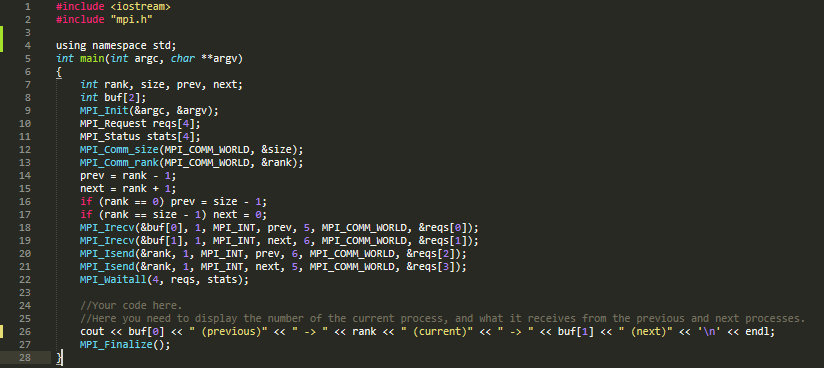 1 #include <iostream>
2 #include "mpi.h"
3
4 using namespace std;
5 int main(int argc, char **argv)
6 {
7 int rank, size, prev, next;
8 int buf[2];
9 MPI_Init(&argc, &argv);
10 MPI_Request reqs[4];
11 MPI_Status stats[4];
12 MPI_Comm_size(MPI_COMM_WORLD, &size);
13 MPI_Comm_rank(MPI_COMM_WORLD, &rank);
14 prev = rank - 1;
15 next = rank + 1;
16 if (rank == 0) prev = size - 1;
17 if (rank == size - 1) next = 0;
18 MPI_Irecv(&buf[0], 1, MPI_INT, prev, 5, MPI_COMM_WORLD, &reqs[0]);
19 MPI_Irecv(&buf[1], 1, MPI_INT, next, 6, MPI_COMM_WORLD, &reqs[1]);
20 MPI_Isend(&rank, 1, MPI_INT, prev, 6, MPI_COMM_WORLD, &reqs[2]);
21 MPI_Isend(&rank, 1, MPI_INT, next, 5, MPI_COMM_WORLD, &reqs[3]);
22 MPI_Waitall(4, reqs, stats);
23
24 //Your code here.
25 //Here you need to display the number of the current process, and what it receives from the previous and next processes.
26 cout << buf[0] << " (previous)" << " -> " << rank << " (current)" << " -> " << buf[1] << " (next)" << '\n' << endl;
27 MPI_Finalize();
28 }